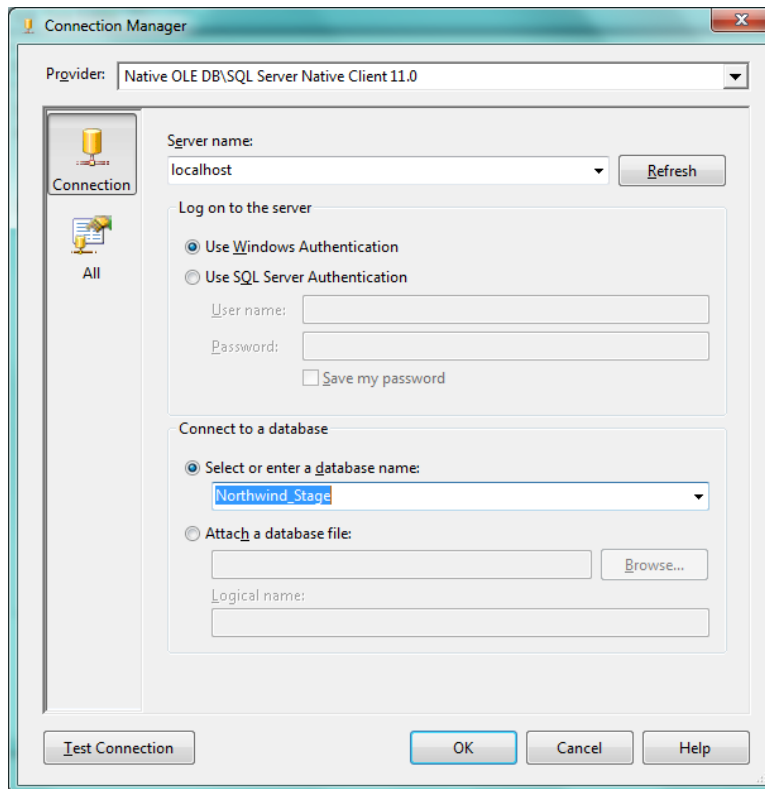 Connection Manager
Provider: Native OLE DB\SQL Server Native Client 11.0
Connection
All
Server name:
localhost
Refresh
Log on to the server
Use Windows Authentication
Use SQL Server Authentication
User name:
Password:
Save my password
Connect to a database
Select or enter a database name:
Northwind_Stage
Attach a database file:
Browse...
Logical name:
Test Connection OK Cancel Help